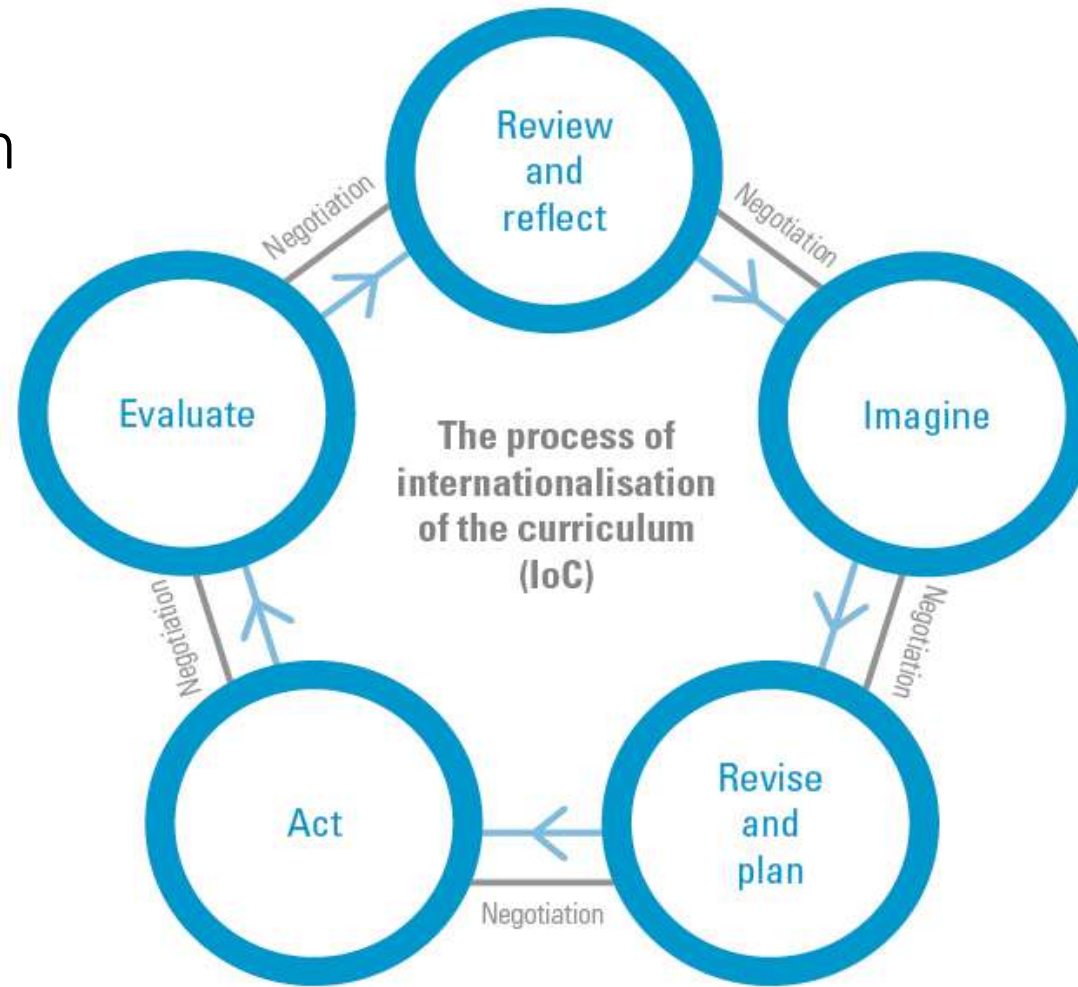 Review
and
reflect
Negotiation
Negotiation
Evaluate
Imagine
The process of
internationalisation
of the curriculum
(IoC)
Negotiation
Negotiation
Act
Revise
and
plan
Negotiation